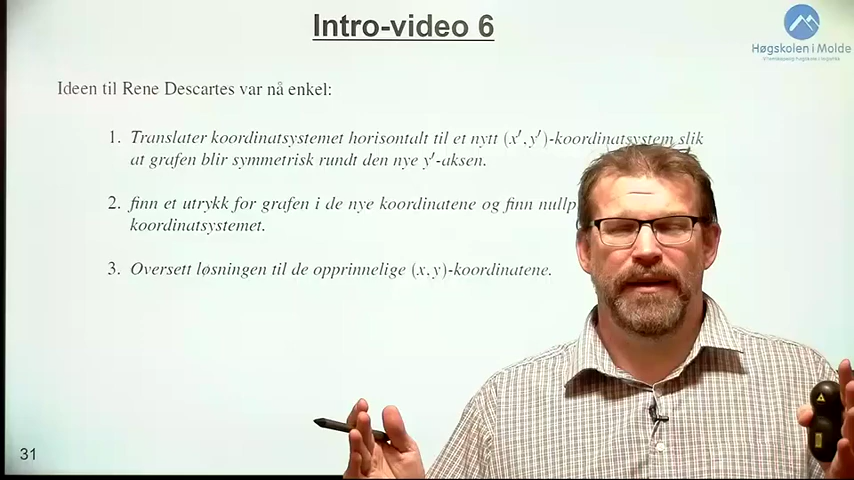 Intro-video 6
Høgskolen i Molde
Ideen til Rene Descartes var nå enkel:
1. Translater koordinatsystemet horisontalt til et nytt (x′,y′)-koordinatsystem slik
at grafen blir symmetrisk rundt den nye y′-aksen.
2. finn et utrykk for grafen i de nye koordinatene og finn nullp
koordinatsystemet.
3. Oversett løsningen til de opprinnelige (x,y)-koordinatene.
31